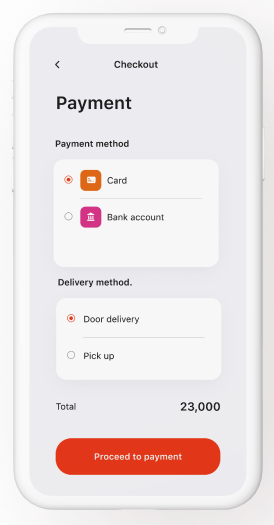 Checkout
Payment
Payment method
Card
Bank account
Delivery method.
Door delivery
Pick up
Total 23,000
Proceed to payment